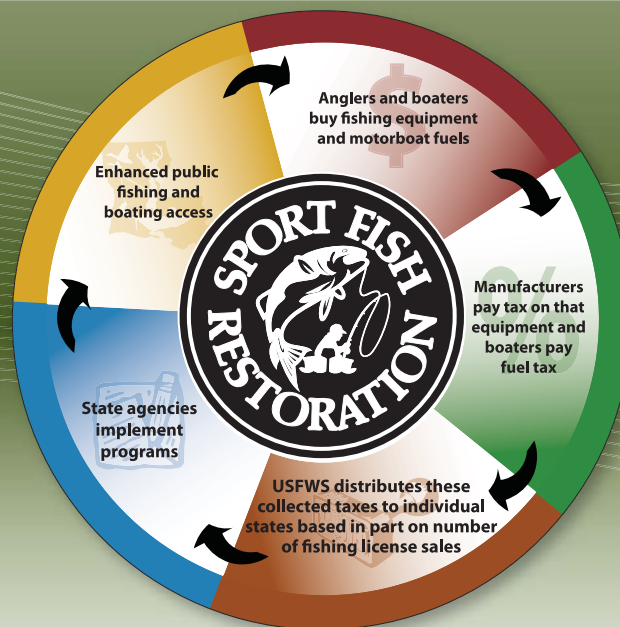 Anglers and boaters
buy fishing equipment
and motorboat fuels
$
Manufacturers
pay tax on that
equipment and
boaters pay
fuel tax
%
USFWS distributes these
collected taxes to individual
states based in part on number
of fishing license sales
State agencies
implement
programs
Enhanced public
fishing and
boating access
SPORT FISH
RESTORATION